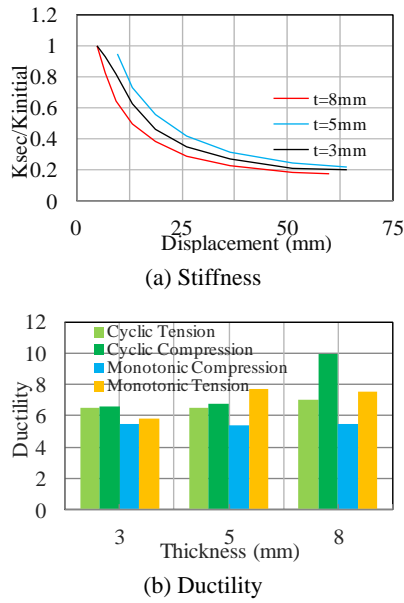 1.2
1
0.8
0.6
0.4
0.2
0
Ksec/Kinitial
t=8mm
t=5mm
t=3mm
0 25 50 75
Displacement (mm)
(a) Stiffness
12
10
8
6
4
2
0
Ductility
Cyclic Tension
Cyclic Compression
Monotonic Compression
Monotonic Tension
3 5 8
Thickness (mm)
(b) Ductility